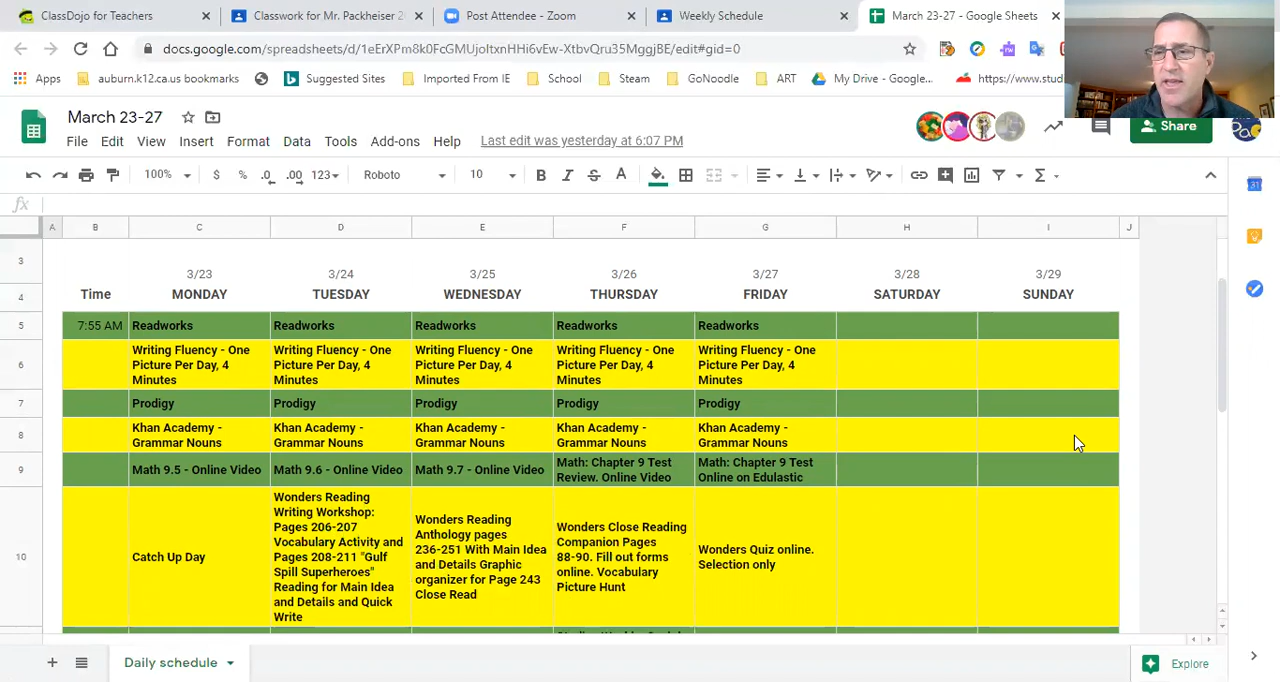 ClassDojo for Teachers
Classwork for Mr. Packheiser 2
Post Attendee - Zoom
Weekly Schedule
March 23-27 - Google Sheets
docs.google.com/spreadsheets/d/1eErXPm8k0FcGMUjoItxnHHi6vEw-XtbvQru35MggjBE/edit#gid=0
Apps
auburn.k12.ca.us bookmarks
Suggested Sites
Imported From IE
School
Steam
GoNoodle
ART
My Drive - Google...
https://www.stud
March 23-27
File Edit View Insert Format Data Tools Add-ons Help Last edit was yesterday at 6:07 PM
Share
100% $ % .0 .00 123 Roboto 10 B I S A
fx
A B C D E F G H I J
3 3/23 3/24 3/25 3/26 3/27 3/28 3/29
4 Time MONDAY TUESDAY WEDNESDAY THURSDAY FRIDAY SATURDAY SUNDAY
5 7:55 AM Readworks Readworks Readworks Readworks Readworks
6
Writing Fluency - One
Picture Per Day, 4
Minutes
Writing Fluency - One
Picture Per Day, 4
Minutes
Writing Fluency - One
Picture Per Day, 4
Minutes
Writing Fluency - One
Picture Per Day, 4
Minutes
Writing Fluency - One
Picture Per Day, 4
Minutes
7 Prodigy Prodigy Prodigy Prodigy Prodigy
8
Khan Academy -
Grammar Nouns
Khan Academy -
Grammar Nouns
Khan Academy -
Grammar Nouns
Khan Academy -
Grammar Nouns
Khan Academy -
Grammar Nouns
9
Math 9.5 - Online Video
Math 9.6 - Online Video
Math 9.7 - Online Video
Math: Chapter 9 Test
Review. Online Video
Math: Chapter 9 Test
Online on Edulastic
10
Catch Up Day
Wonders Reading
Writing Workshop:
Pages 206-207
Vocabulary Activity and
Pages 208-211 "Gulf
Spill Superheroes"
Reading for Main Idea
and Details and Quick
Write
Wonders Reading
Anthology pages
236-251 With Main Idea
and Details Graphic
organizer for Page 243
Close Read
Wonders Close Reading
Companion Pages
88-90. Fill out forms
online. Vocabulary
Picture Hunt
Wonders Quiz online.
Selection only
Daily schedule
Explore
31